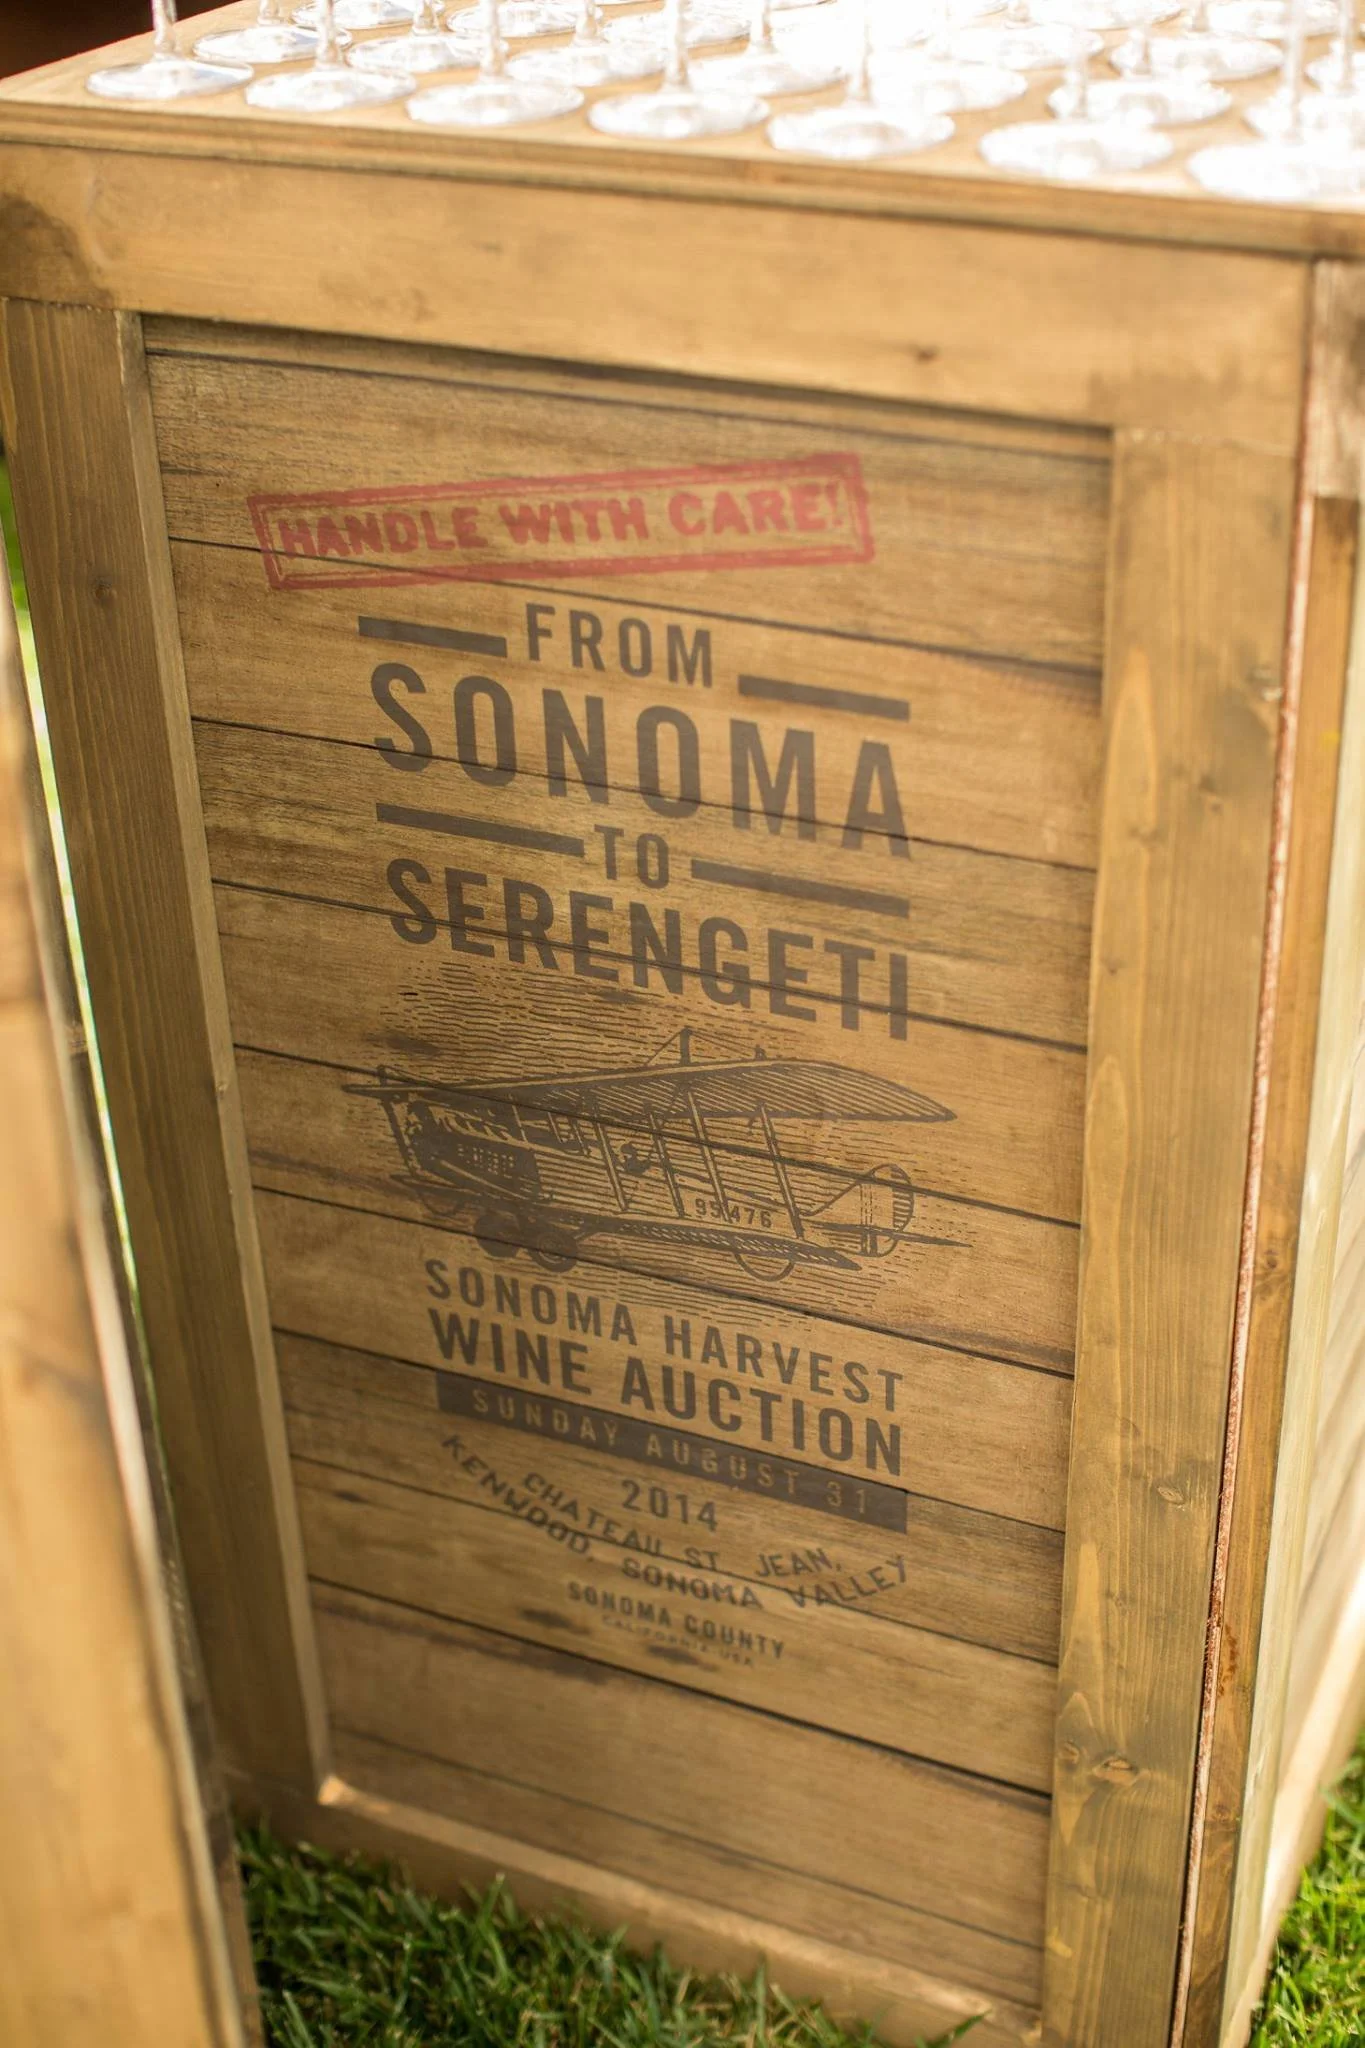 HANDLE WITH CARE!
FROM
SONOMA
TO
SERENGETI
95476
SONOMA HARVEST
WINE AUCTION
SUNDAY AUGUST 31
2014
CHATEAU ST. JEAN,
KENWOOD, SONOMA VALLEY
SONOMA COUNTY
CALIFORNIA USA